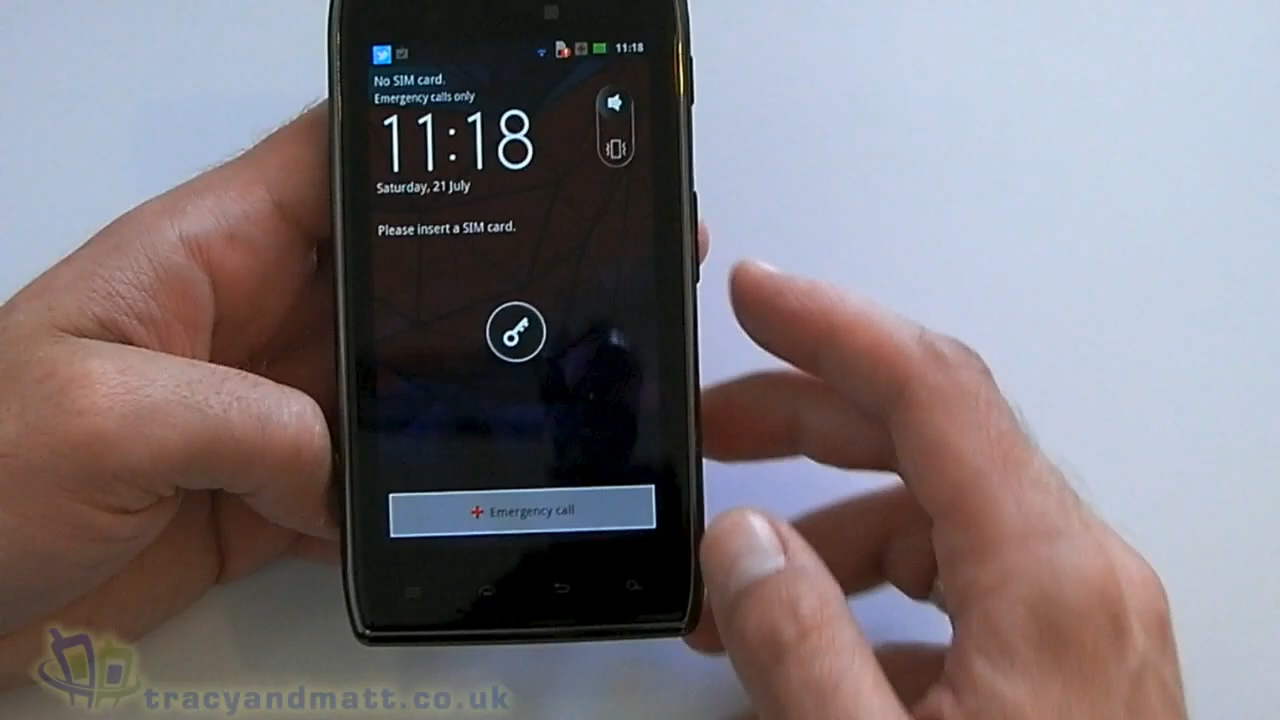 11:18
No SIM card.
Emergency calls only
11:18
Saturday, 21 July
Please insert a SIM card.
Emergency call
tracyandmatt.co.uk